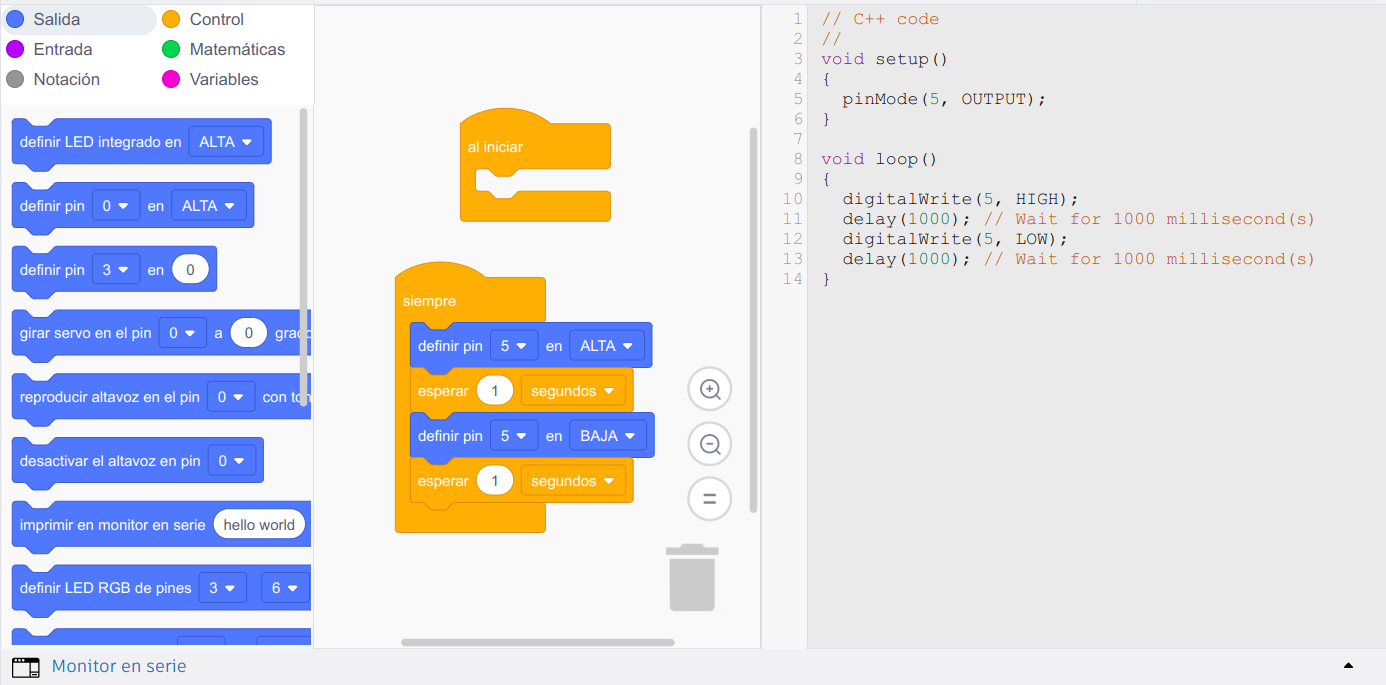 Salida
Control
Entrada
Matemáticas
Notación
Variables
definir LED integrado en ALTA
definir pin 0 en ALTA
definir pin 3 en 0
girar servo en el pin 0 a 0
reproducir altavoz en el pin 0 con
desactivar el altavoz en pin 0
imprimir en monitor en serie hello world
definir LED RGB de pines 3 6
al iniciar
siempre
definir pin 5 en ALTA
esperar 1 segundos
definir pin 5 en BAJA
esperar 1 segundos
1 // C++ code
2 //
3 void setup()
4 {
5 pinMode(5, OUTPUT);
6 }
7
8 void loop()
9 {
10 digitalWrite(5, HIGH);
11 delay(1000); // Wait for 1000 millisecond(s)
12 digitalWrite(5, LOW);
13 delay(1000); // Wait for 1000 millisecond(s)
14 }
Monitor en serie